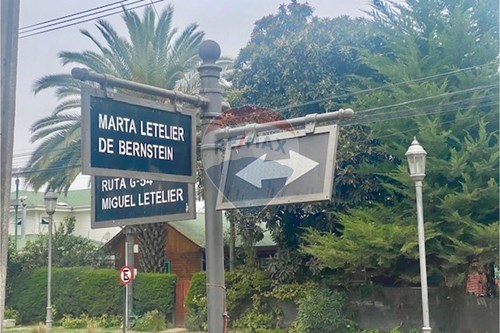 MARTA LETELIER
DE BERNSTEIN
RUTA G-54
MIGUEL LETELIER
RE/MAX